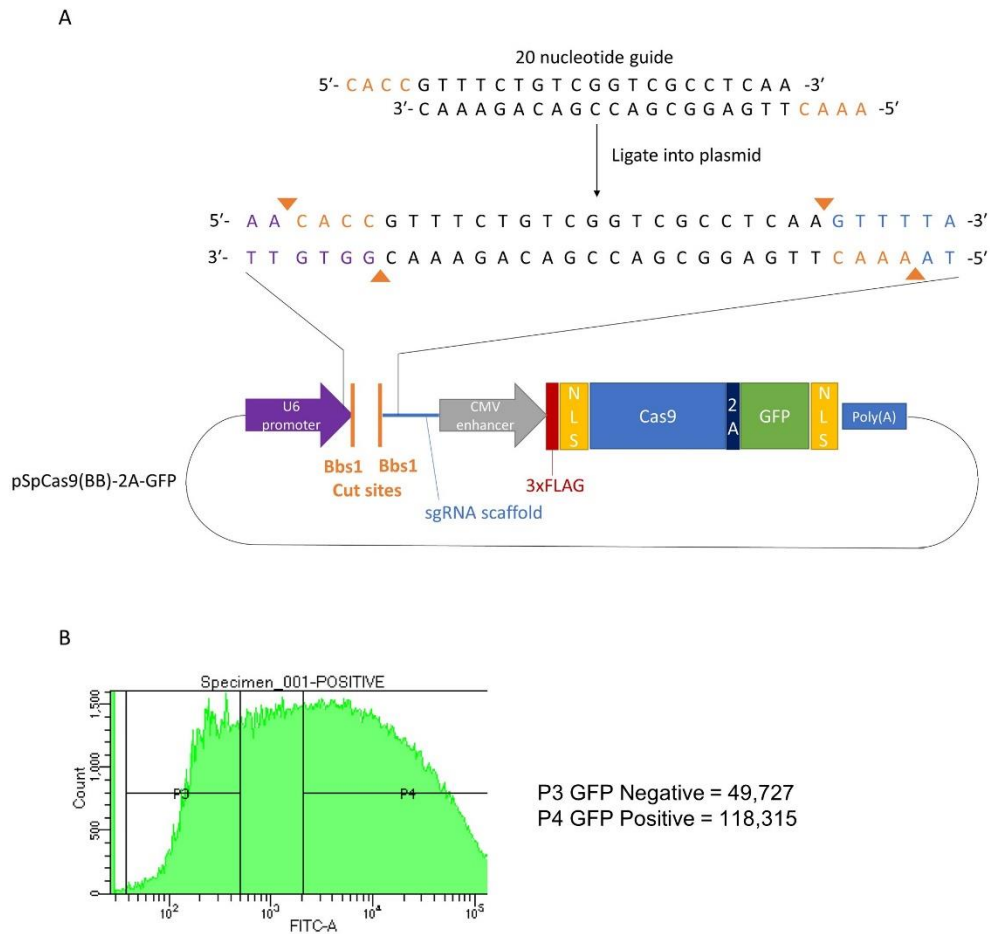 A
20 nucleotide guide
5′- C A C C G T T T C T G T C G G T C G C C T C A A -3′
3′- C A A A G A C A G C C A G C G G A G T T C A A A -5′
Ligate into plasmid
5′- A A C A C C G T T T C T G T C G G T C G C C T C A A G T T T T A -3′
3′- T T G T G G C A A A G A C A G C C A G C G G A G T T C A A A A T -5′
U6 promoter
CMV enhancer
NLS
Cas9
2A
GFP
NLS
Poly(A)
Bbs1 Bbs1
Cut sites
pSpCas9(BB)-2A-GFP
3xFLAG
sgRNA scaffold
B
Specimen_001-POSITIVE
Count
0 500 1,000 1,500
P3
P4
10² 10³ 10⁴ 10⁵
FITC-A
P3 GFP Negative = 49,727
P4 GFP Positive = 118,315